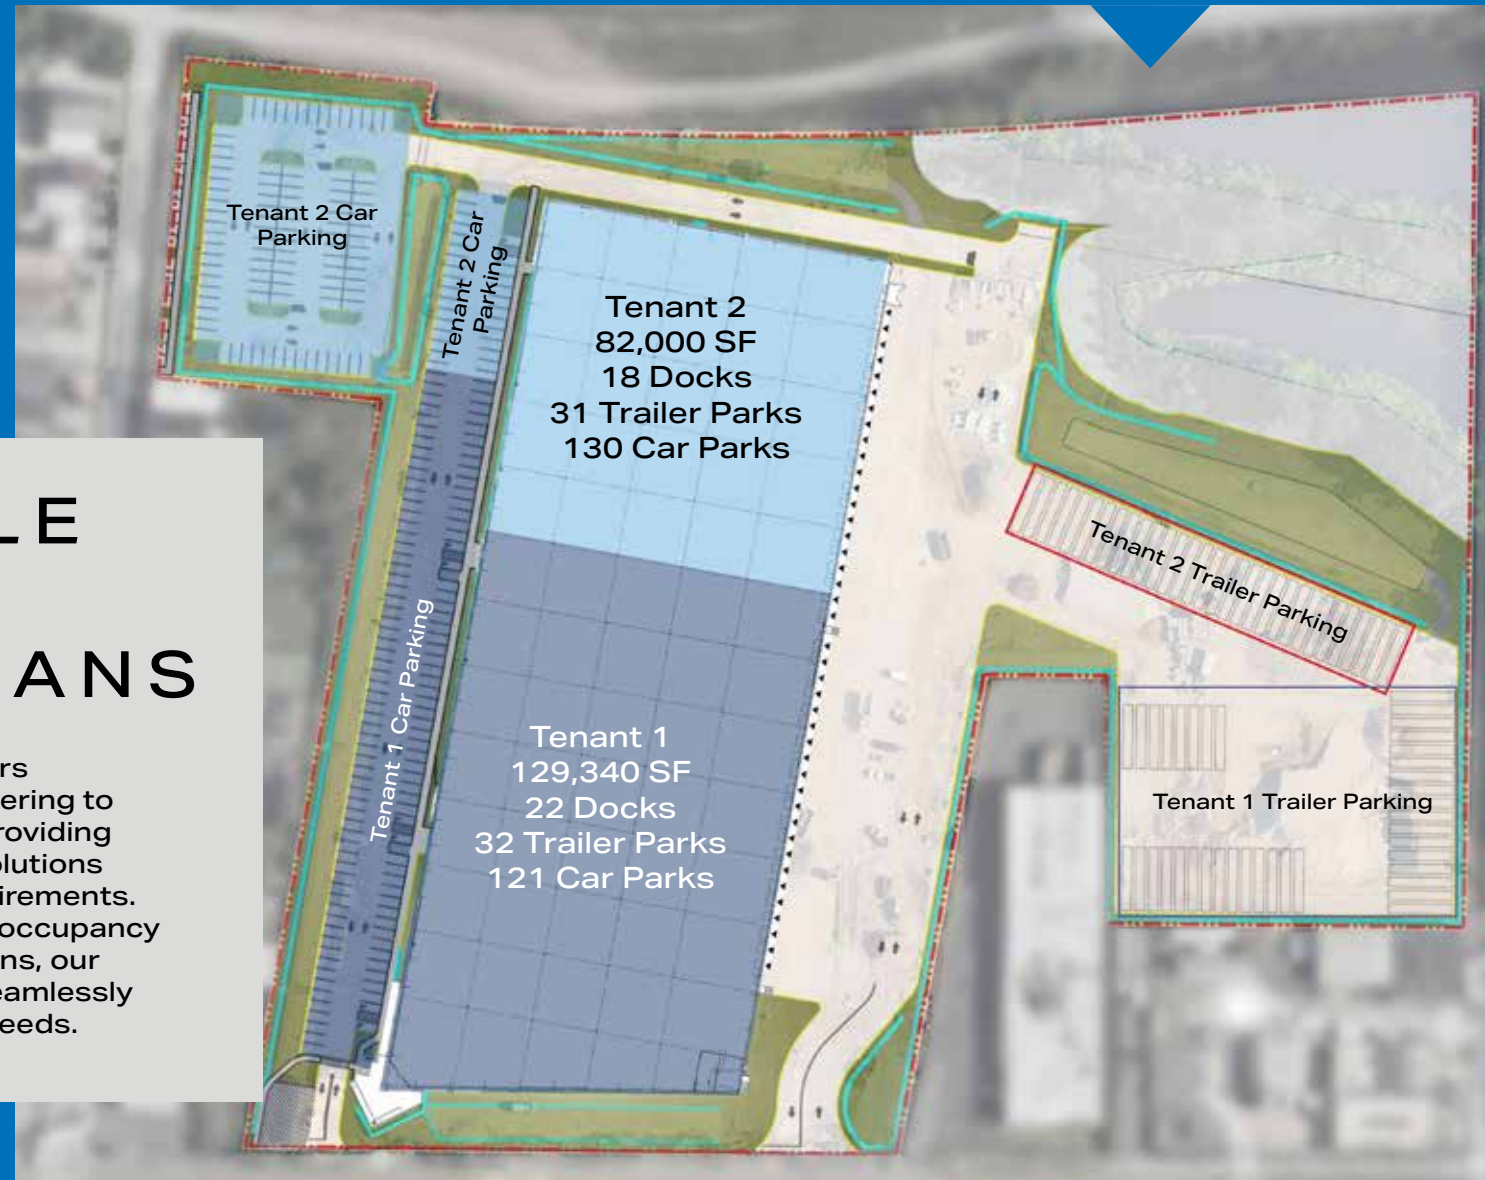 LE
ANS
rs
ering to
roviding
olutions
irements.
occupancy
ns, our
eamlessly
eeds.
Tenant 2 Car
Parking
Tenant 2 Car
Parking
Tenant 2
82,000 SF
18 Docks
31 Trailer Parks
130 Car Parks
Tenant 2 Trailer Parking
Tenant 1 Car Parking
Tenant 1
129,340 SF
22 Docks
32 Trailer Parks
121 Car Parks
Tenant 1 Trailer Parking